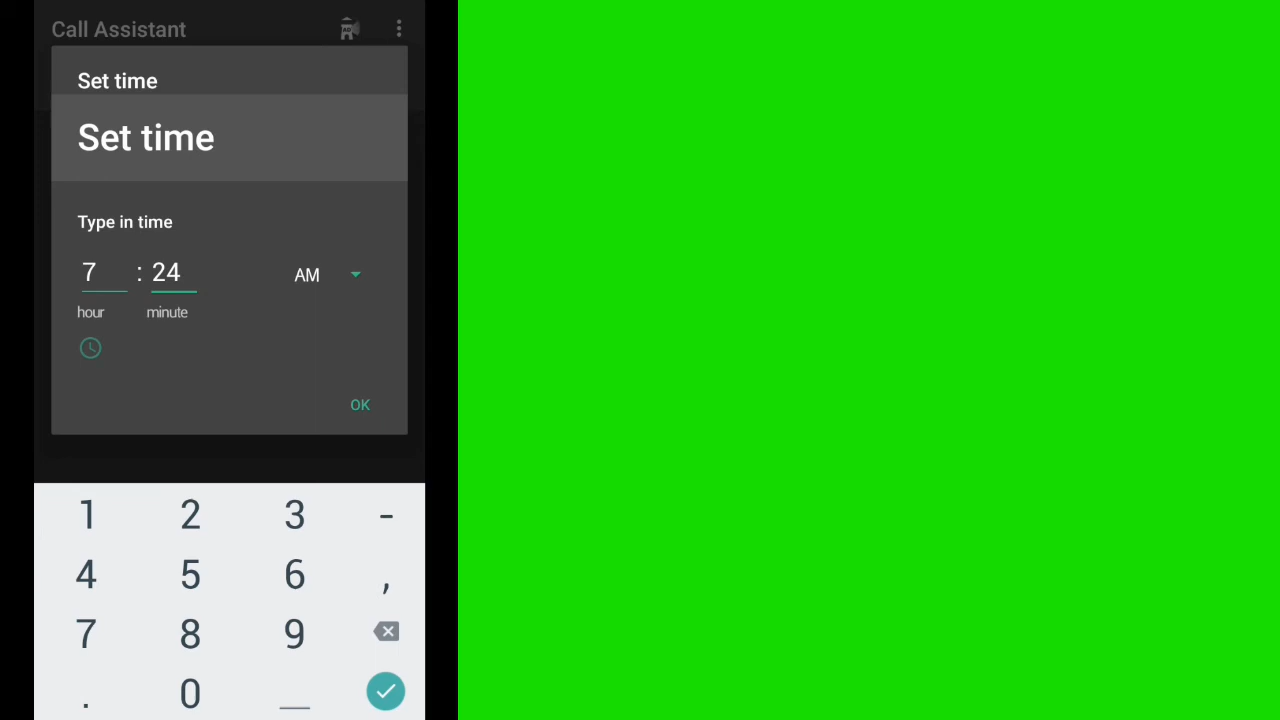 Call Assistant
Set time
Set time
Type in time
7 : 24 AM
hour minute
OK
1 2 3 -
4 5 6 ,
7 8 9
. 0 _